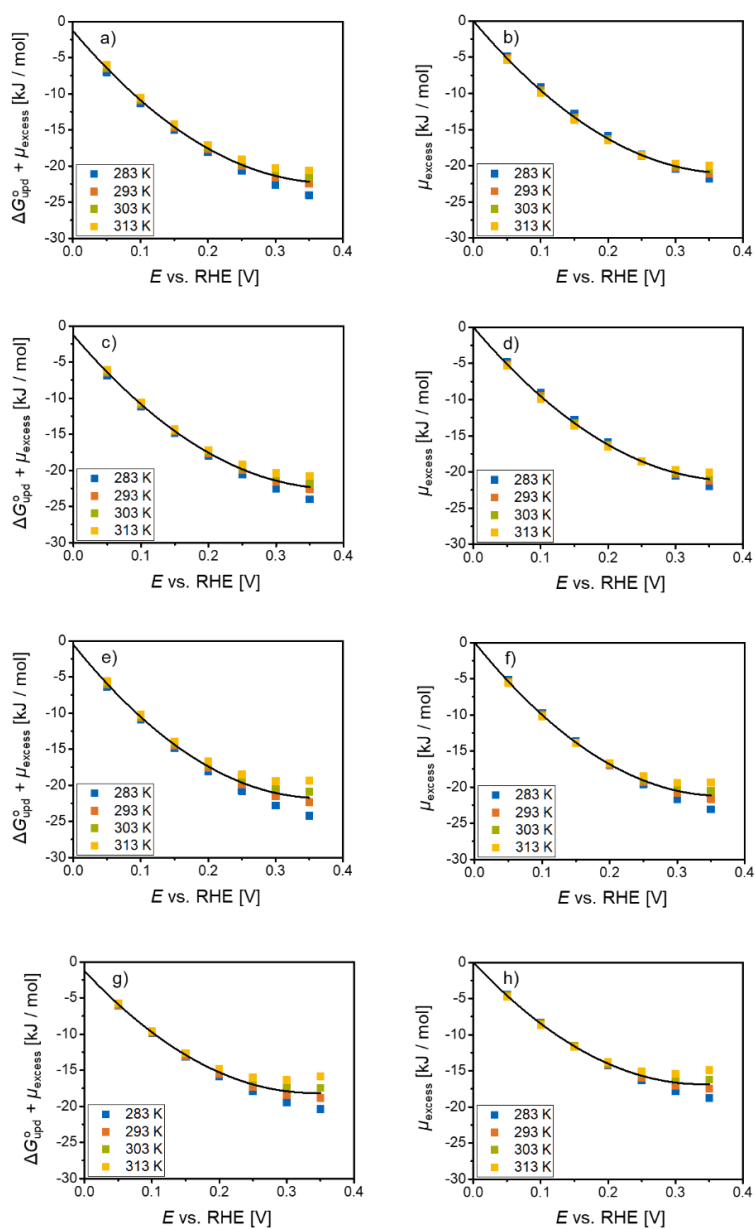 a)
0
-5
-10
-15
-20
-25
-30
ΔG°upd + μexcess [kJ / mol]
283 K
293 K
303 K
313 K
0.0 0.1 0.2 0.3 0.4
E vs. RHE [V]
b)
0
-5
-10
-15
-20
-25
-30
μexcess [kJ / mol]
283 K
293 K
303 K
313 K
0.0 0.1 0.2 0.3 0.4
E vs. RHE [V]
c)
0
-5
-10
-15
-20
-25
-30
ΔG°upd + μexcess [kJ / mol]
283 K
293 K
303 K
313 K
0.0 0.1 0.2 0.3 0.4
E vs. RHE [V]
d)
0
-5
-10
-15
-20
-25
-30
μexcess [kJ / mol]
283 K
293 K
303 K
313 K
0.0 0.1 0.2 0.3 0.4
E vs. RHE [V]
e)
0
-5
-10
-15
-20
-25
-30
ΔG°upd + μexcess [kJ / mol]
283 K
293 K
303 K
313 K
0.0 0.1 0.2 0.3 0.4
E vs. RHE [V]
f)
0
-5
-10
-15
-20
-25
-30
μexcess [kJ / mol]
283 K
293 K
303 K
313 K
0.0 0.1 0.2 0.3 0.4
E vs. RHE [V]
g)
0
-5
-10
-15
-20
-25
-30
ΔG°upd + μexcess [kJ / mol]
283 K
293 K
303 K
313 K
0.0 0.1 0.2 0.3 0.4
E vs. RHE [V]
h)
0
-5
-10
-15
-20
-25
-30
μexcess [kJ / mol]
283 K
293 K
303 K
313 K
0.0 0.1 0.2 0.3 0.4
E vs. RHE [V]